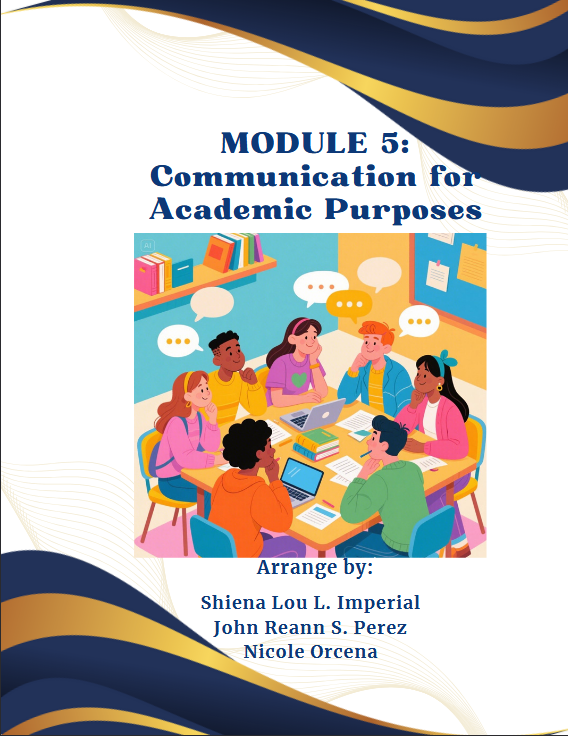 MODULE 5:
Communication for
Academic Purposes
AI
Arrange by:
Shiena Lou L. Imperial
John Reann S. Perez
Nicole Orcena